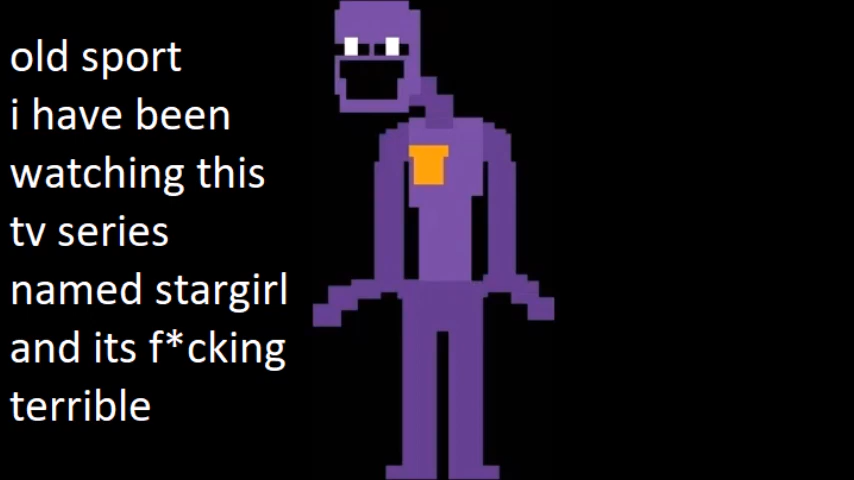 old sport
i have been
watching this
tv series
named stargirl
and its f*cking
terrible